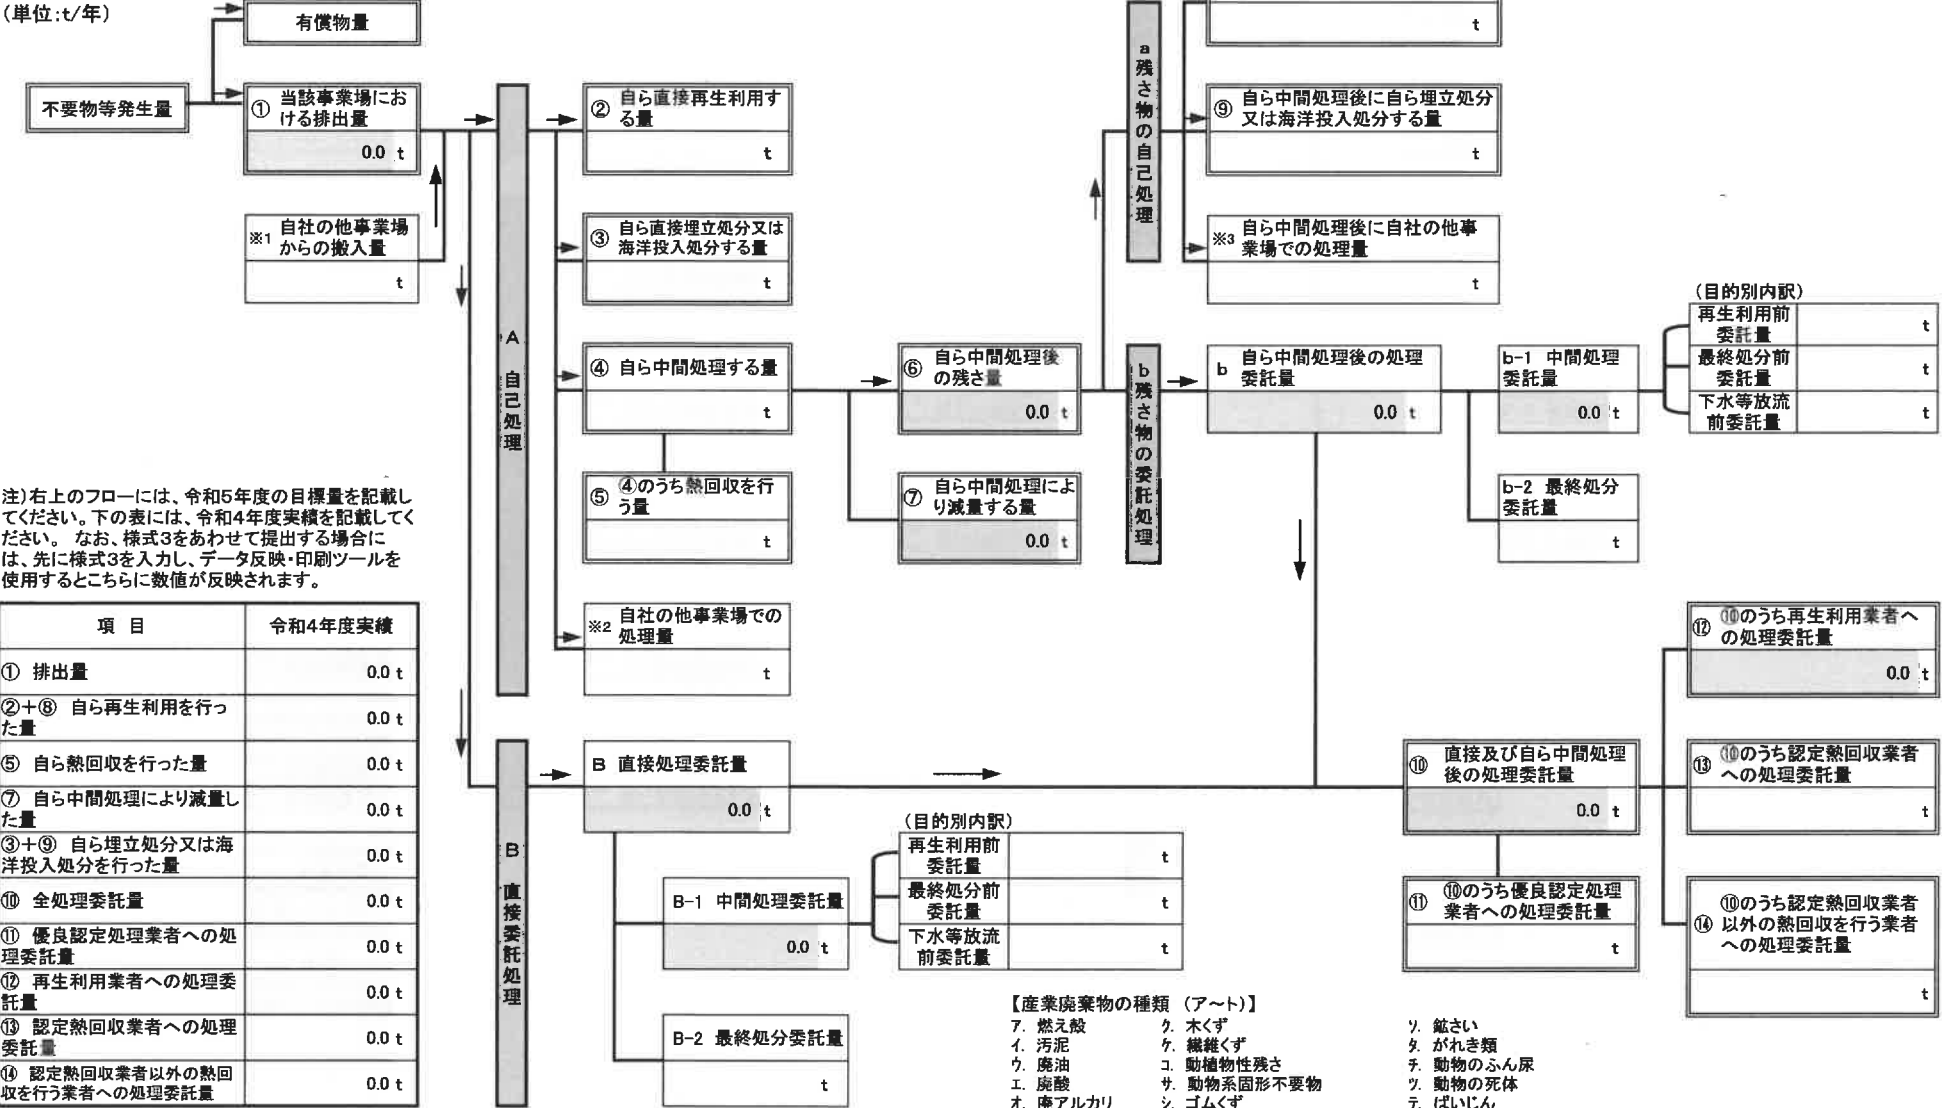 (単位:t/年)
有償物量
不要物等発生量
① 当該事業場にお
ける排出量
0.0 t
※1 自社の他事業場
からの搬入量
t
A 自己処理
② 自ら直接再生利用す
る量
t
③ 自ら直接埋立処分又は
海洋投入処分する量
t
④ 自ら中間処理する量
t
⑤ ④のうち熱回収を行
う量
t
※2 自社の他事業場での
処理量
t
⑥ 自ら中間処理後
の残さ量
0.0 t
⑦ 自ら中間処理によ
り減量する量
0.0 t
a 残さ物の自己処理
t
⑨ 自ら中間処理後に自ら埋立処分
又は海洋投入処分する量
t
※3 自ら中間処理後に自社の他事
業場での処理量
t
b 残さ物の委託処理
b 自ら中間処理後の処理
委託量
0.0 t
b-1 中間処理
委託量
0.0 t
b-2 最終処分
委託量
t
(目的別内訳)
再生利用前
委託量
t
最終処分前
委託量
t
下水等放流
前委託量
t
注)右上のフローには、令和5年度の目標量を記載し
てください。下の表には、令和4年度実績を記載してく
ださい。 なお、様式3をあわせて提出する場合に
は、先に様式3を入力し、データ反映・印刷ツールを
使用するとこちらに数値が反映されます。
項 目 令和4年度実績
① 排出量 0.0 t
②+⑧ 自ら再生利用を行っ
た量 0.0 t
⑤ 自ら熱回収を行った量 0.0 t
⑦ 自ら中間処理により減量し
た量 0.0 t
③+⑨ 自ら埋立処分又は海
洋投入処分を行った量 0.0 t
⑩ 全処理委託量 0.0 t
⑪ 優良認定処理業者への処
理委託量 0.0 t
⑫ 再生利用業者への処理委
託量 0.0 t
⑬ 認定熱回収業者への処理
委託量 0.0 t
⑭ 認定熱回収業者以外の熱回
収を行う業者への処理委託量 0.0 t
B 直接委託処理
B 直接処理委託量
0.0 t
B-1 中間処理委託量
0.0 t
B-2 最終処分委託量
t
(目的別内訳)
再生利用前
委託量
t
最終処分前
委託量
t
下水等放流
前委託量
t
⑩ 直接及び自ら中間処理
後の処理委託量
0.0 t
⑪ ⑩のうち優良認定処理
業者への処理委託量
t
⑫ ⑩のうち再生利用業者へ
の処理委託量
0.0 t
⑬ ⑩のうち認定熱回収業者
への処理委託量
t
⑭ ⑩のうち認定熱回収業者
以外の熱回収を行う業者
への処理委託量
t
【産業廃棄物の種類 (ア~ト)】
ア. 燃え殻
イ. 汚泥
ウ. 廃油
エ. 廃酸
オ. 廃アルカリ
ク. 木くず
ケ. 繊維くず
コ. 動植物性残さ
サ. 動物系固形不要物
シ. ゴムくず
ソ. 鉱さい
タ. がれき類
チ. 動物のふん尿
ツ. 動物の死体
テ. ばいじん